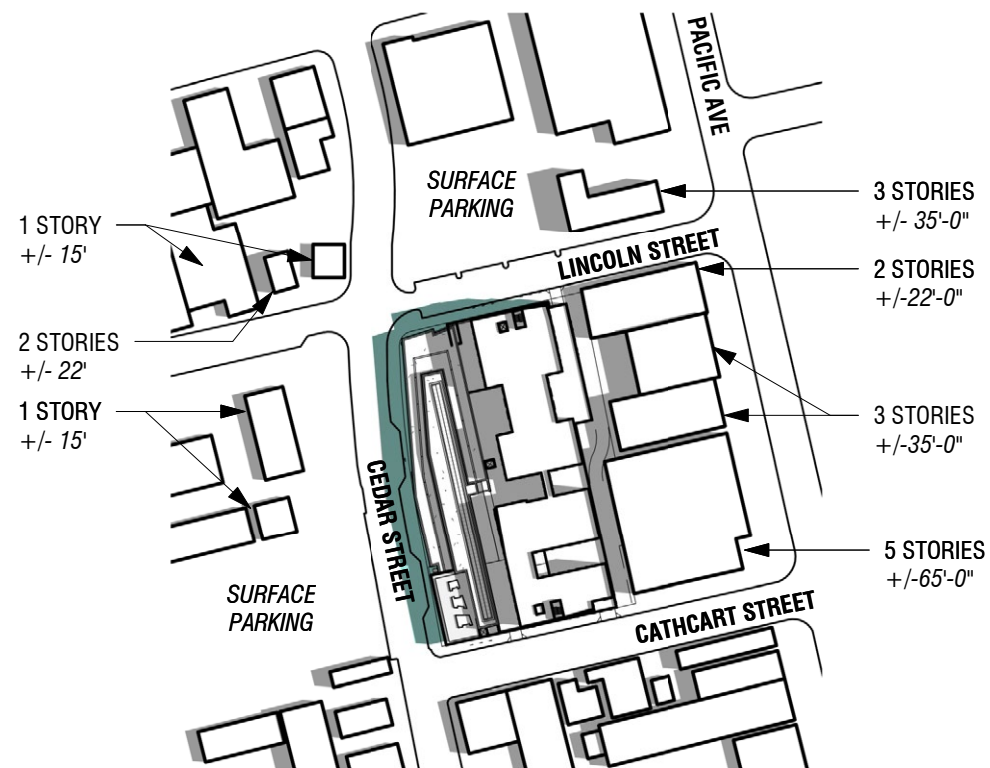 PACIFIC AVE
SURFACE
PARKING
3 STORIES
+/- 35'-0"
1 STORY
+/- 15'
LINCOLN STREET
2 STORIES
+/-22'-0"
2 STORIES
+/- 22'
1 STORY
+/- 15'
3 STORIES
+/-35'-0"
CEDAR STREET
5 STORIES
+/-65'-0"
SURFACE
PARKING
CATHCART STREET